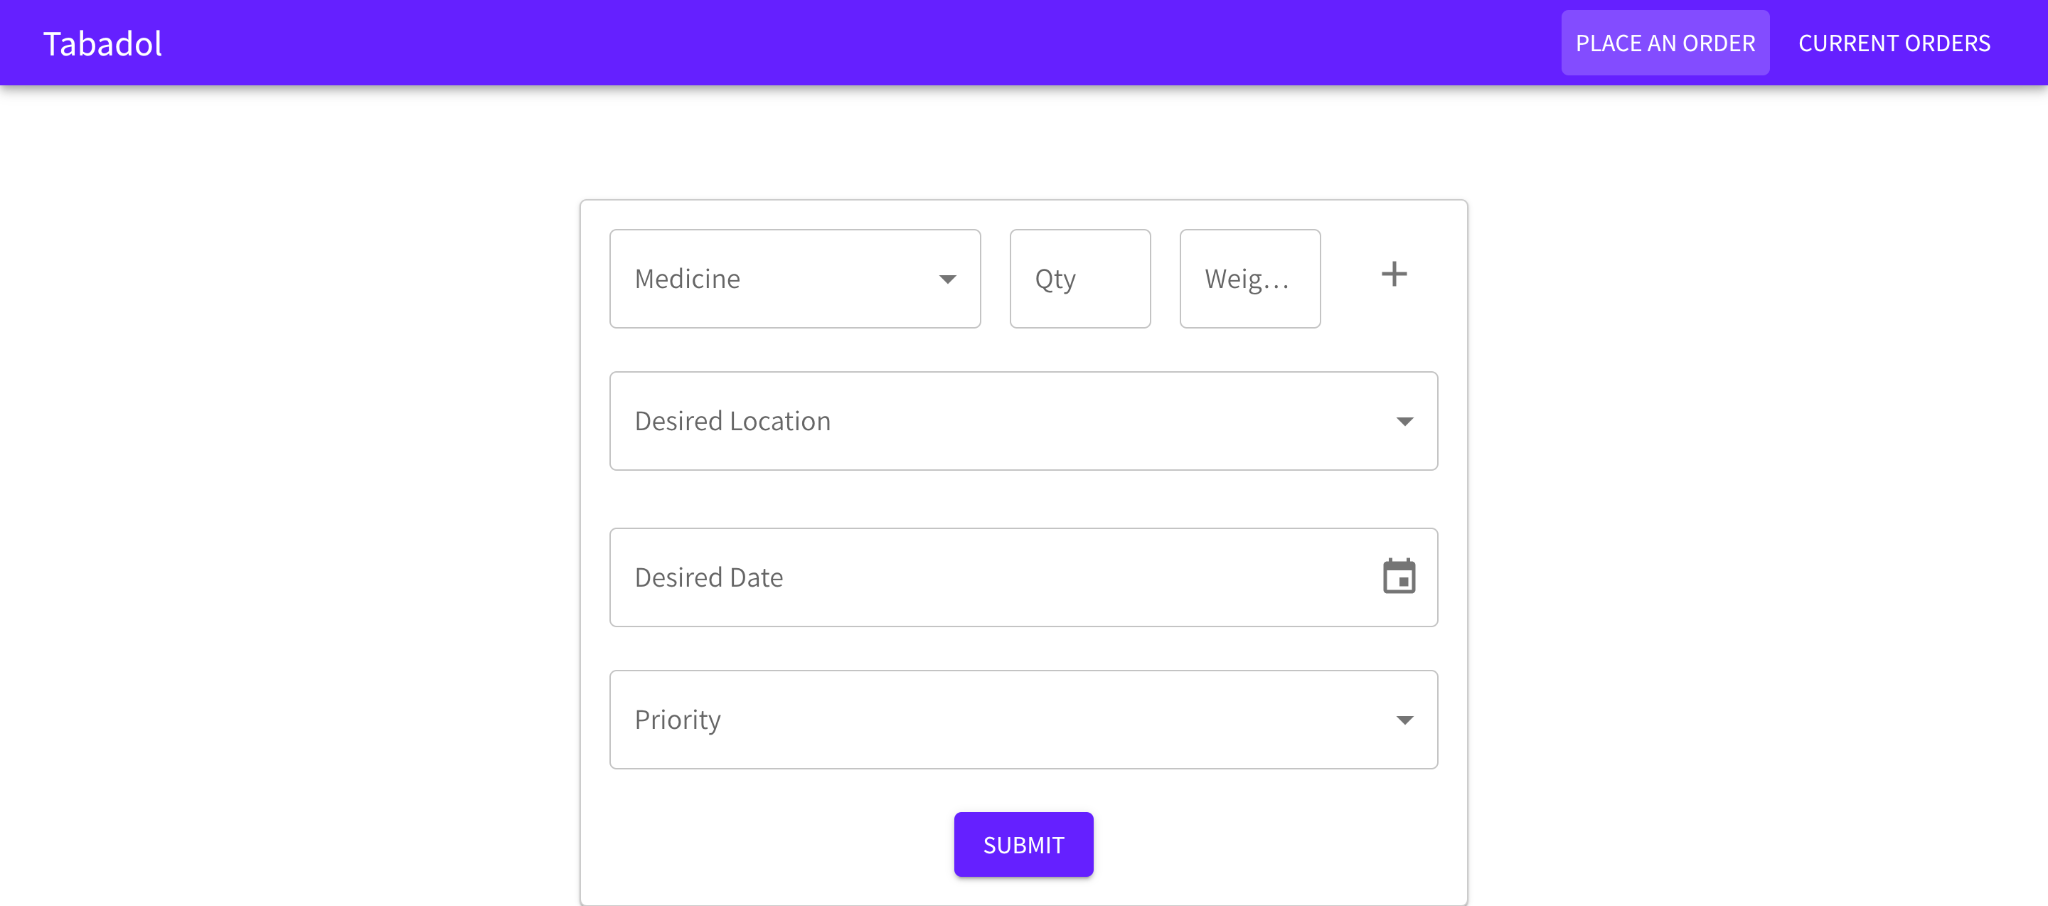 Tabadol
PLACE AN ORDER
CURRENT ORDERS
Medicine
Qty
Weig...
Desired Location
Desired Date
Priority
SUBMIT